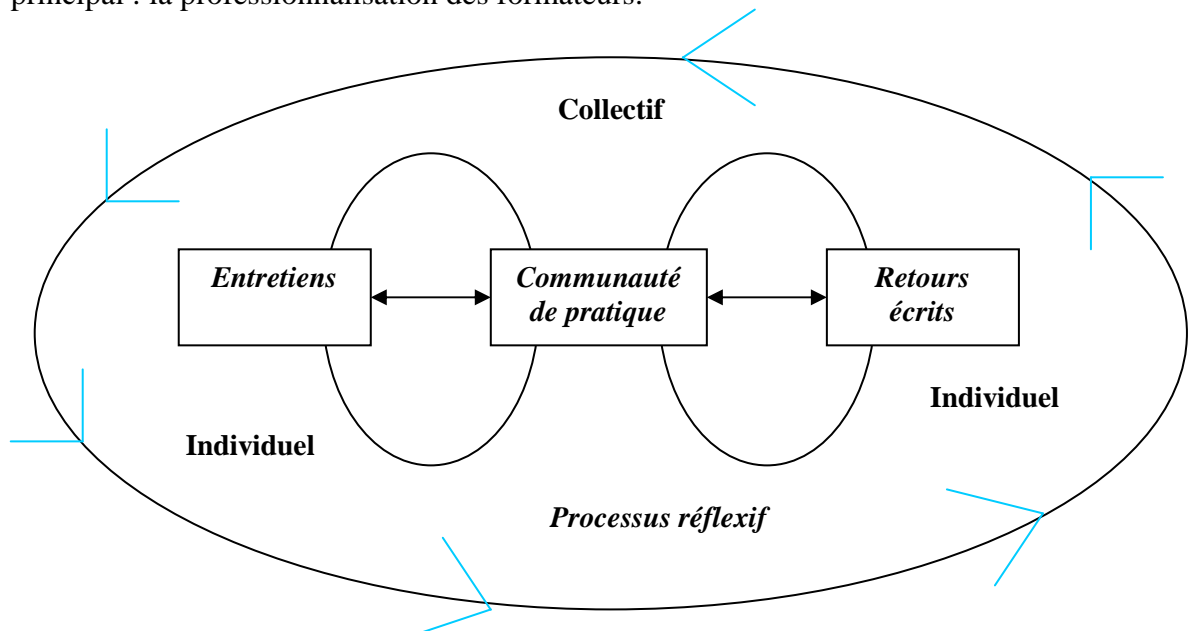 principal : la professionnalisation des formateurs.
Collectif
Entretiens
Communauté
de pratique
Retours
écrits
Individuel
Individuel
Processus réflexif